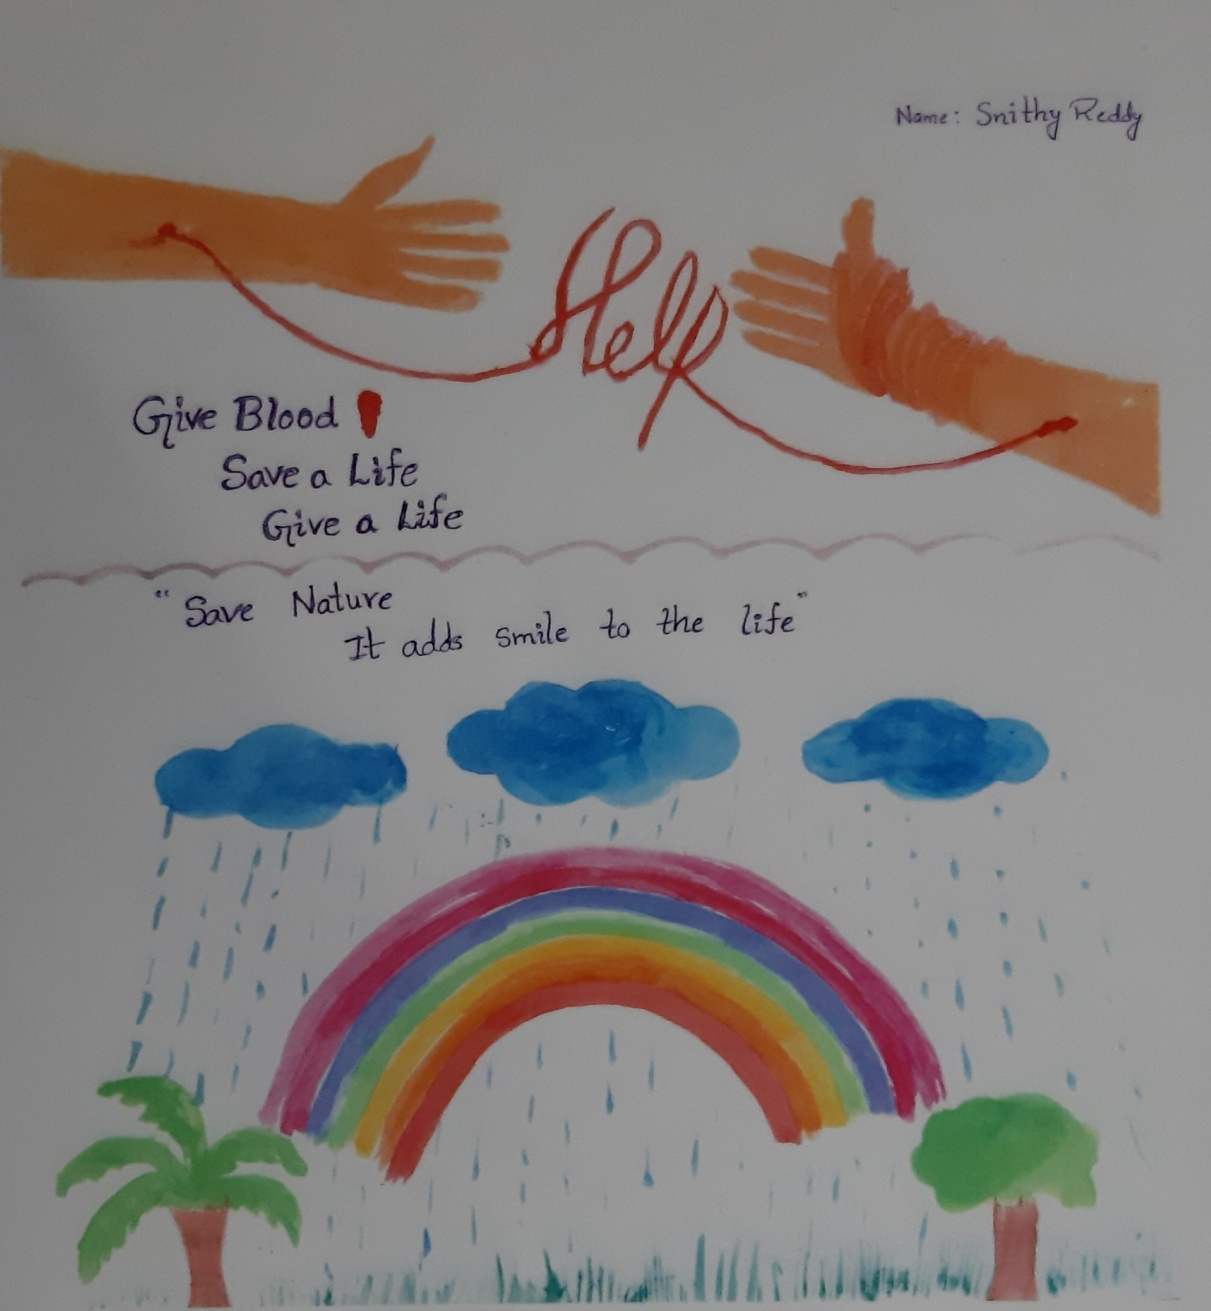 Name: Snithy Reddy
Help
Give Blood
Save a Life
Give a Life
"Save Nature
It adds smile to the life"